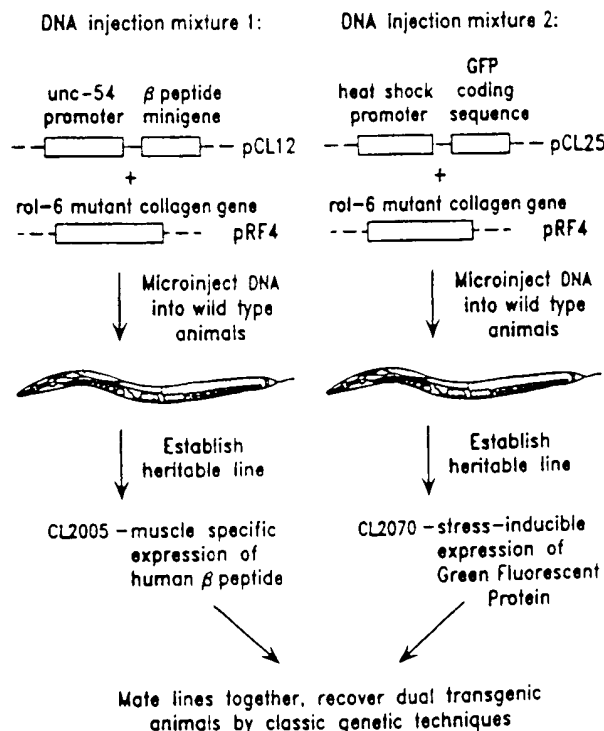 DNA injection mixture 1:
unc-54 promoter
β peptide minigene
pCL12
+
rol-6 mutant collagen gene
pRF4
Microinject DNA
into wild type
animals
Establish
heritable line
CL2005 – muscle specific
expression of
human β peptide
DNA injection mixture 2:
heat shock promoter
GFP
coding
sequence
pCL25
+
rol-6 mutant collagen gene
pRF4
Microinject DNA
into wild type
animals
Establish
heritable line
CL2070 – stress-inducible
expression of
Green Fluorescent
Protein
Mate lines together, recover dual transgenic
animals by classic genetic techniques